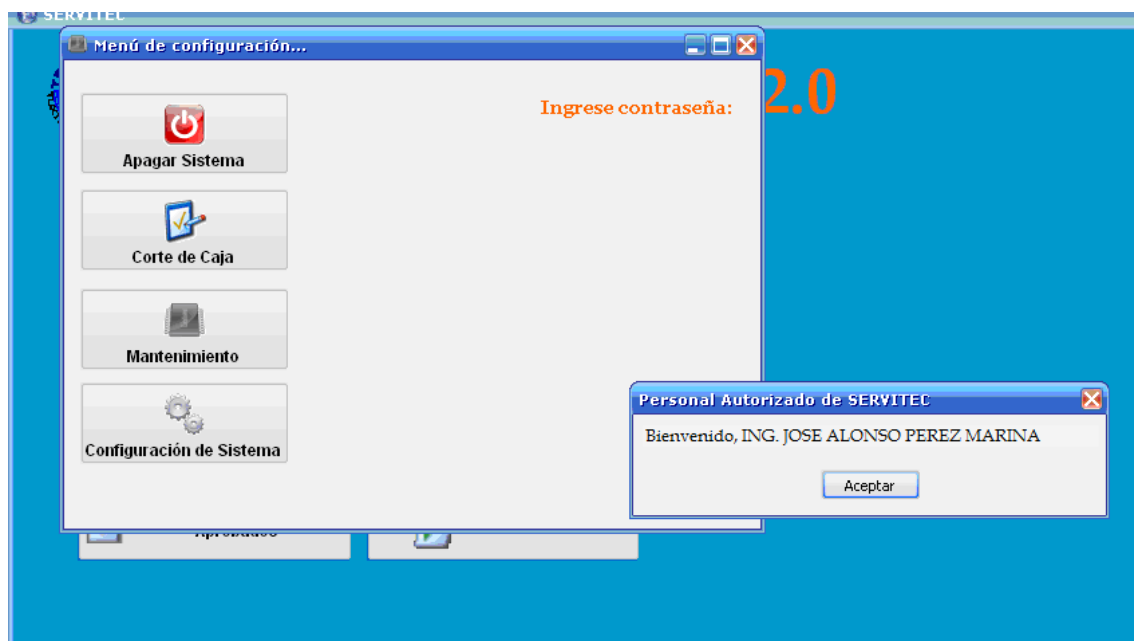 SERVITEC
Menú de configuración...
2.0
Ingrese contraseña:
Apagar Sistema
Corte de Caja
Mantenimiento
Configuración de Sistema
Personal Autorizado de SERVITEC
Bienvenido, ING. JOSE ALONSO PEREZ MARINA
Aceptar
Aprobados